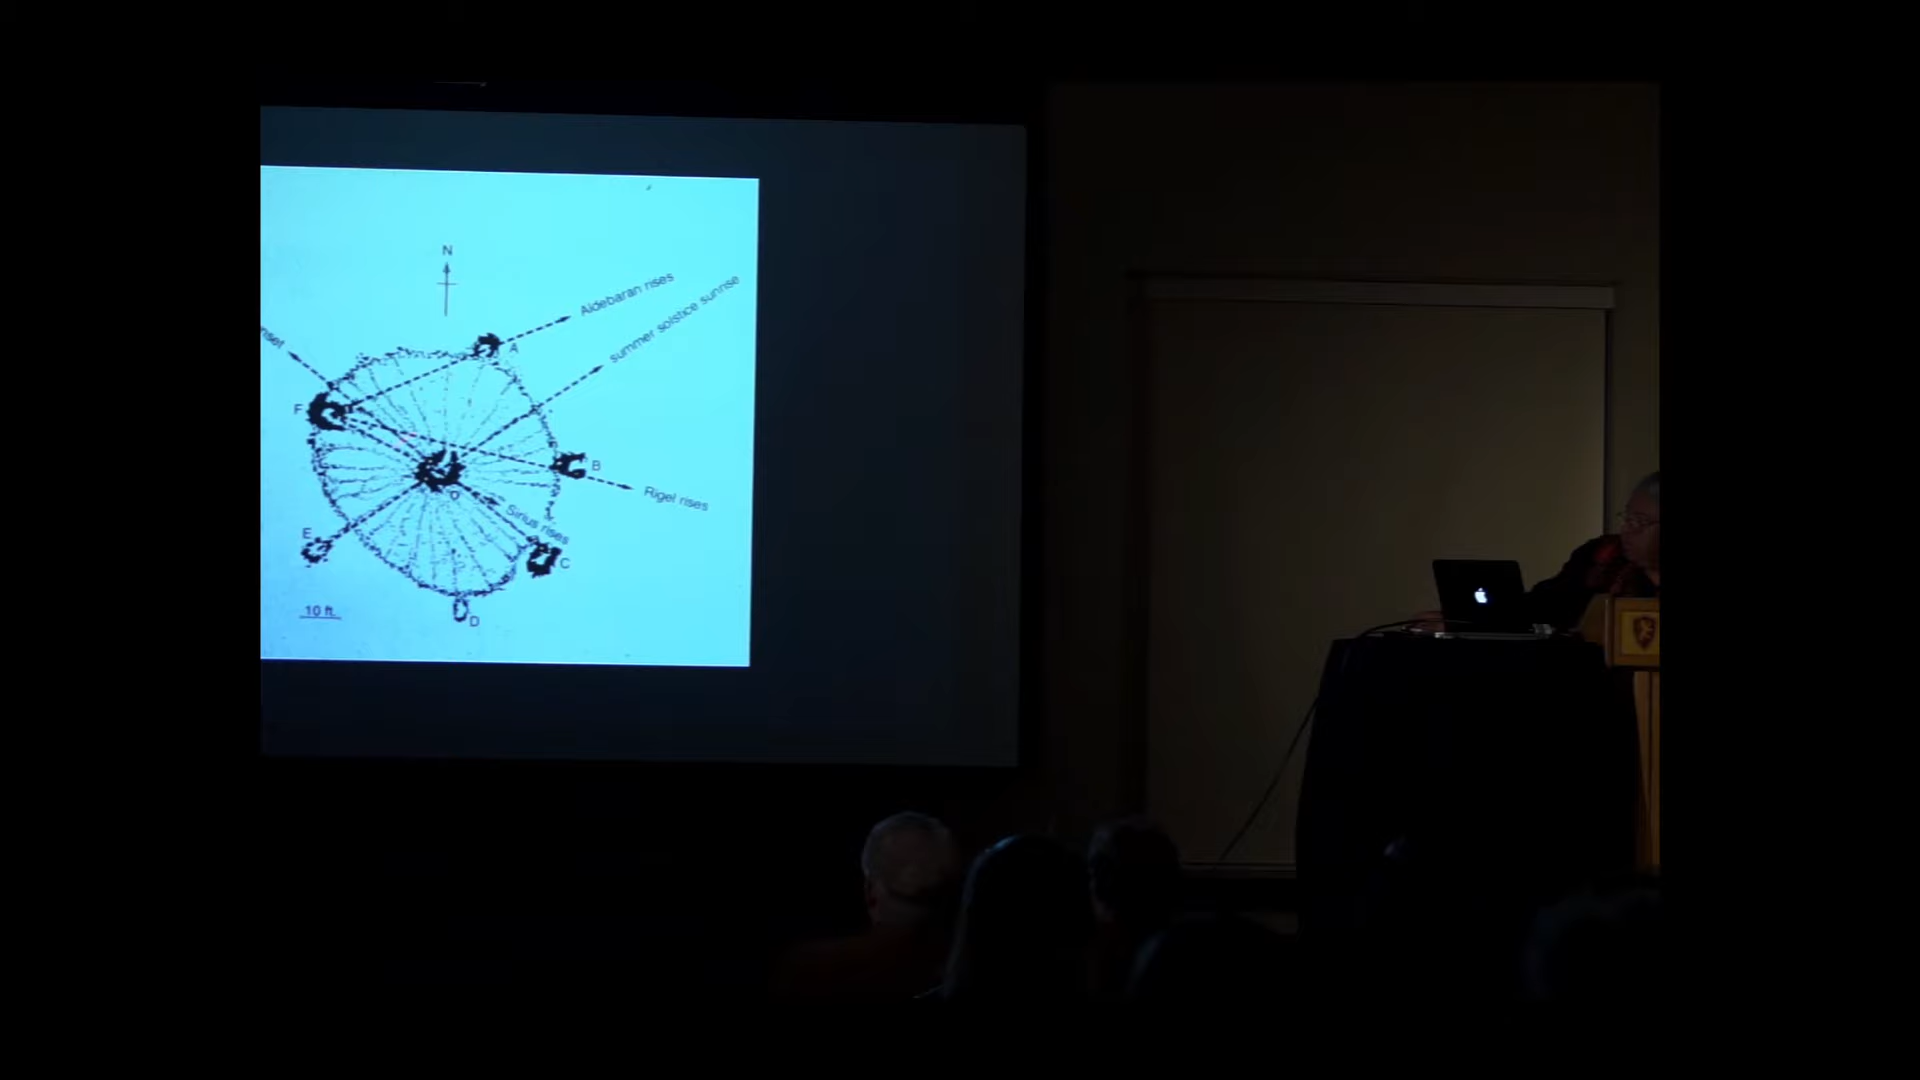 N
Aldebaran rises
summer solstice sunrise
A
F
B
Rigel rises
O
Sirius rises
E
C
10 ft.
D